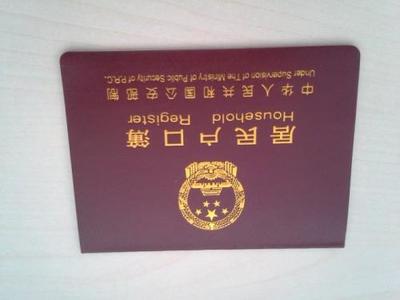 居民户口簿
Household Register
中华人民共和国公安部制
Under Supervision of The Ministry of Public Security of P.R.C.